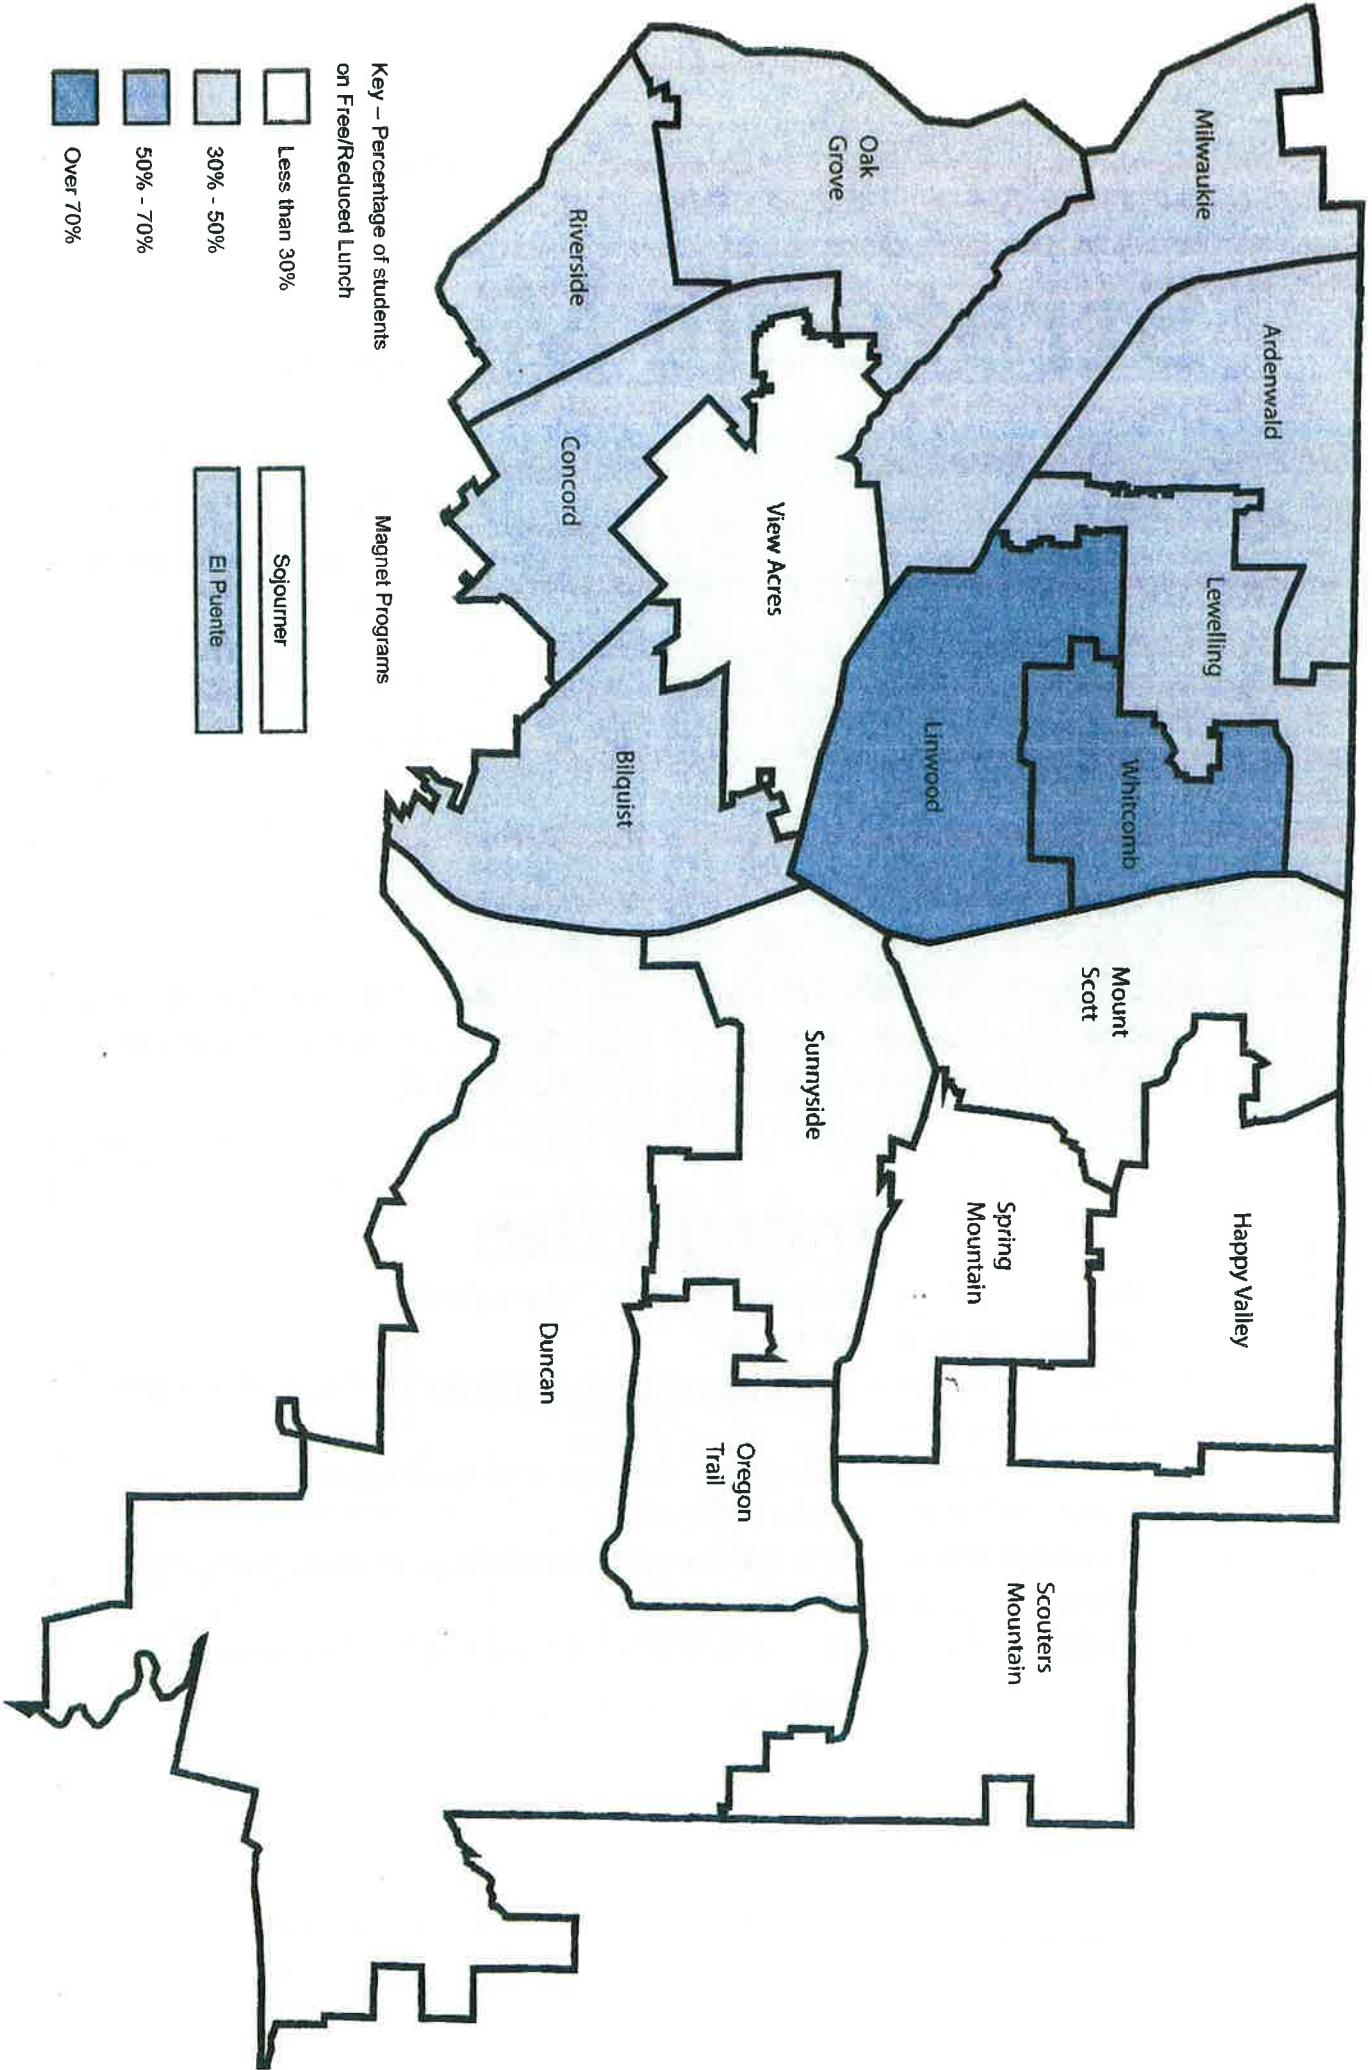 Milwaukie
Ardenwald
Lewelling
Whitcomb
Linwood
Oak
Grove
Riverside
Concord
View Acres
Bilquist
Mount
Scott
Happy Valley
Spring
Mountain
Sunnyside
Scouters
Mountain
Oregon
Trail
Duncan
Key – Percentage of students
on Free/Reduced Lunch
Less than 30%
30% - 50%
50% - 70%
Over 70%
Magnet Programs
Sojourner
El Puente